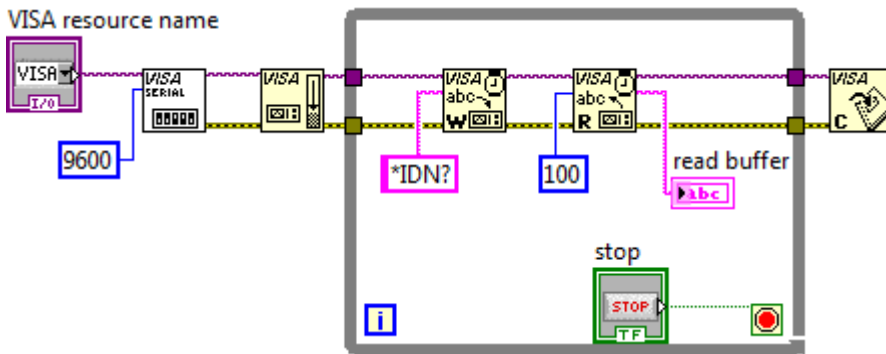 VISA resource name
VISA
I/O
VISA
SERIAL
9600
VISA
VISA
abc
W
*IDN?
VISA
abc
R
100
read buffer
abc
VISA
C
i
stop
STOP
TF